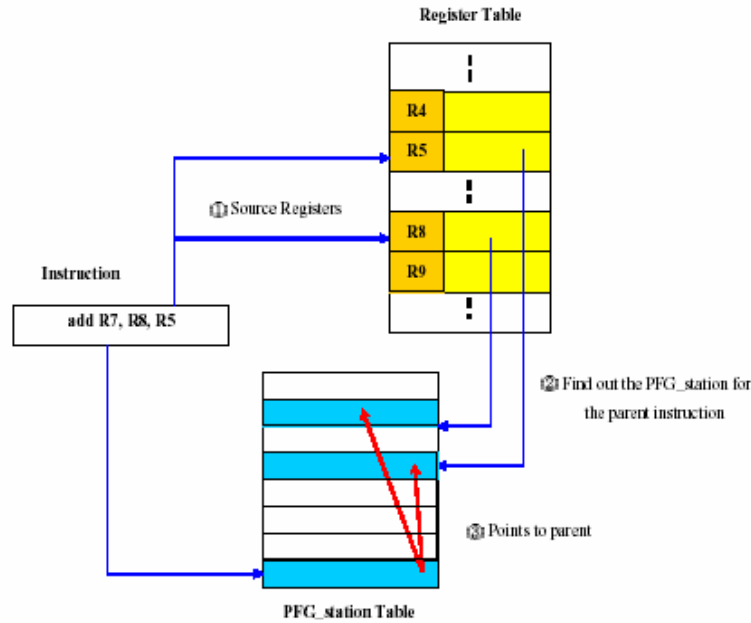 Register Table
R4
R5
① Source Registers
R8
Instruction
R9
add R7, R8, R5
② Find out the PFG_station for
the parent instruction
③ Points to parent
PFG_station Table